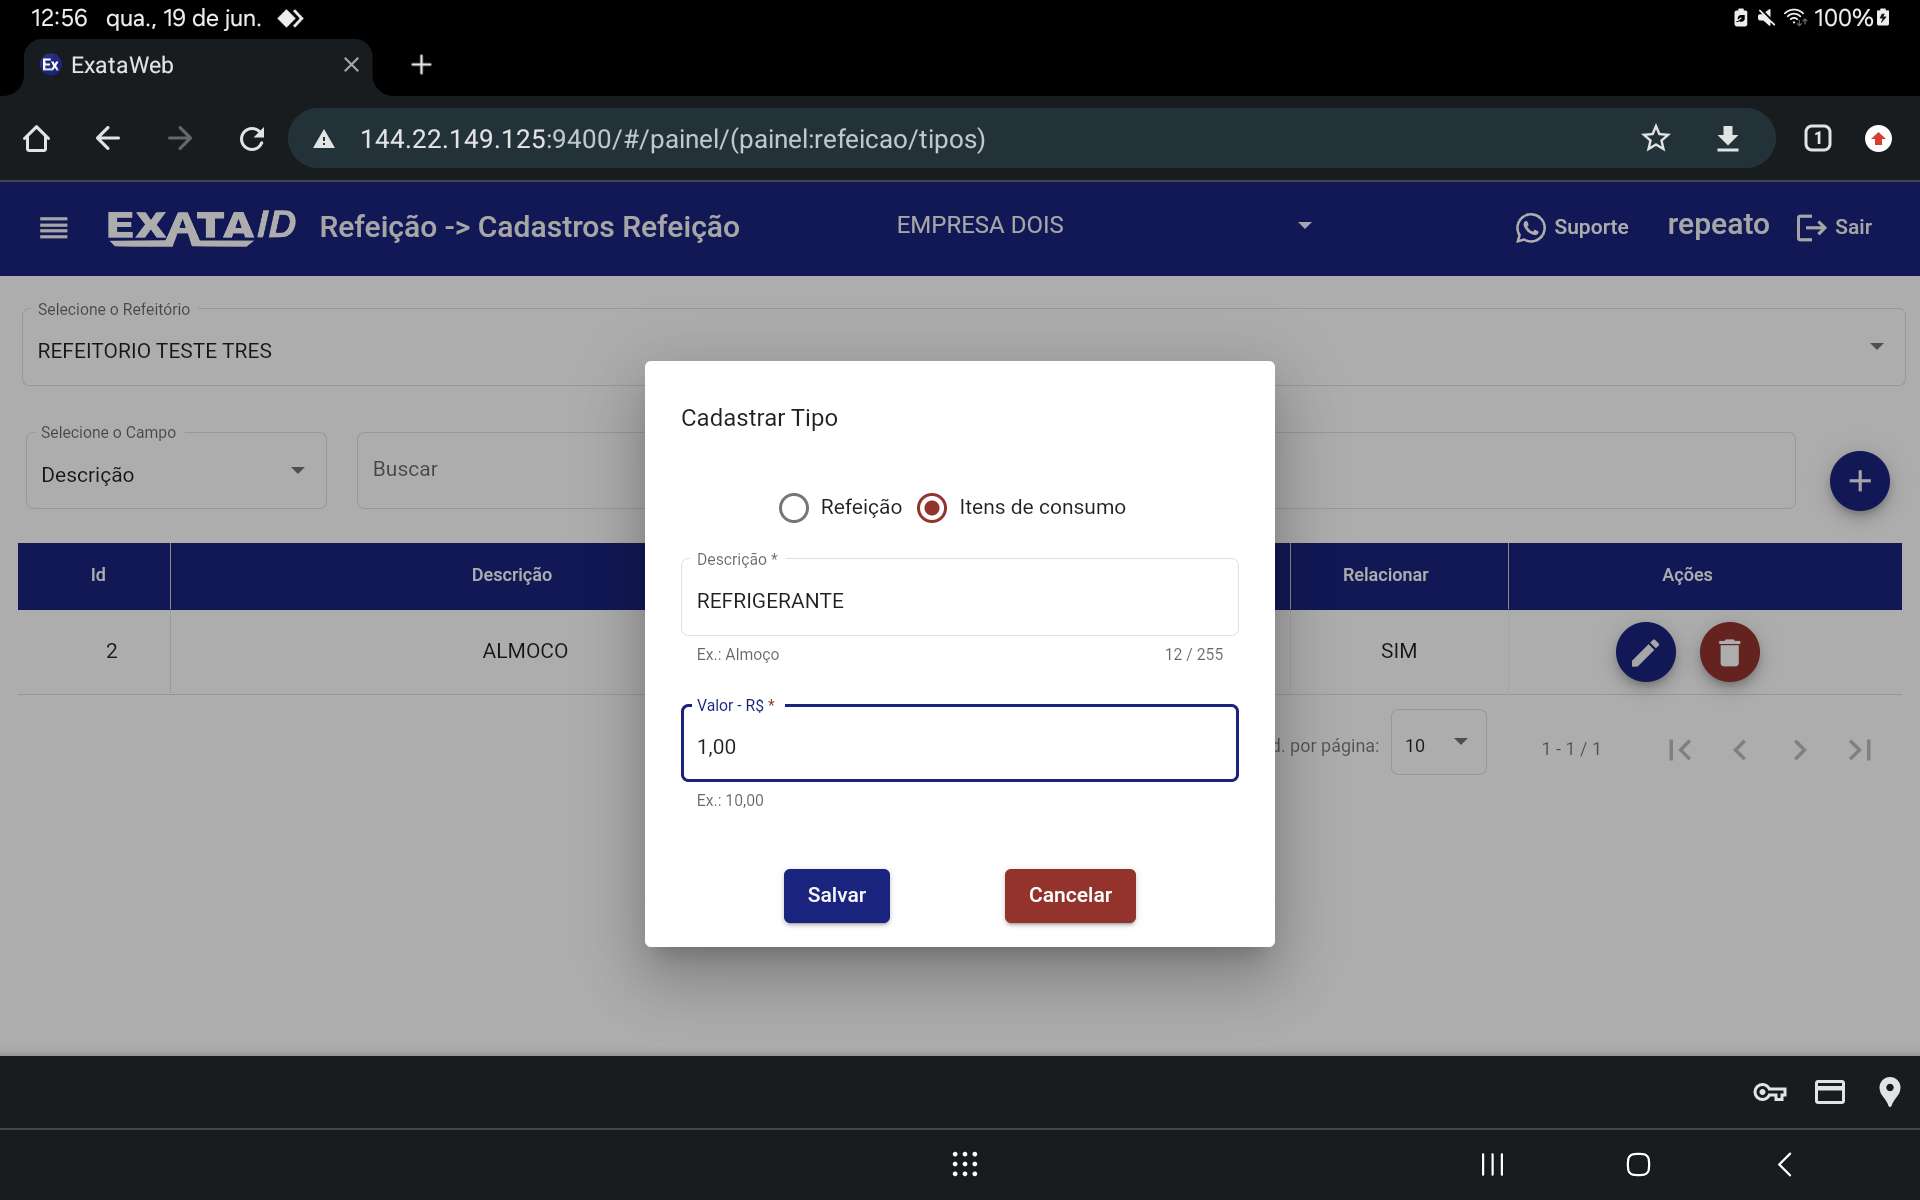 12:56 qua., 19 de jun. 100%
Ex ExataWeb
144.22.149.125:9400/#/painel/(painel:refeicao/tipos) 1
EXATAID Refeição -> Cadastros Refeição EMPRESA DOIS Suporte repeato Sair
Selecione o Refeitório
REFEITORIO TESTE TRES
Cadastrar Tipo
Selecione o Campo
Descrição Buscar
Refeição Itens de consumo
Id Descrição Relacionar Ações
Descrição *
REFRIGERANTE
2 ALMOCO SIM
Ex.: Almoço 12 / 255
Valor - R$ *
1,00
d. por página: 10 1 - 1 / 1
Ex.: 10,00
Salvar Cancelar